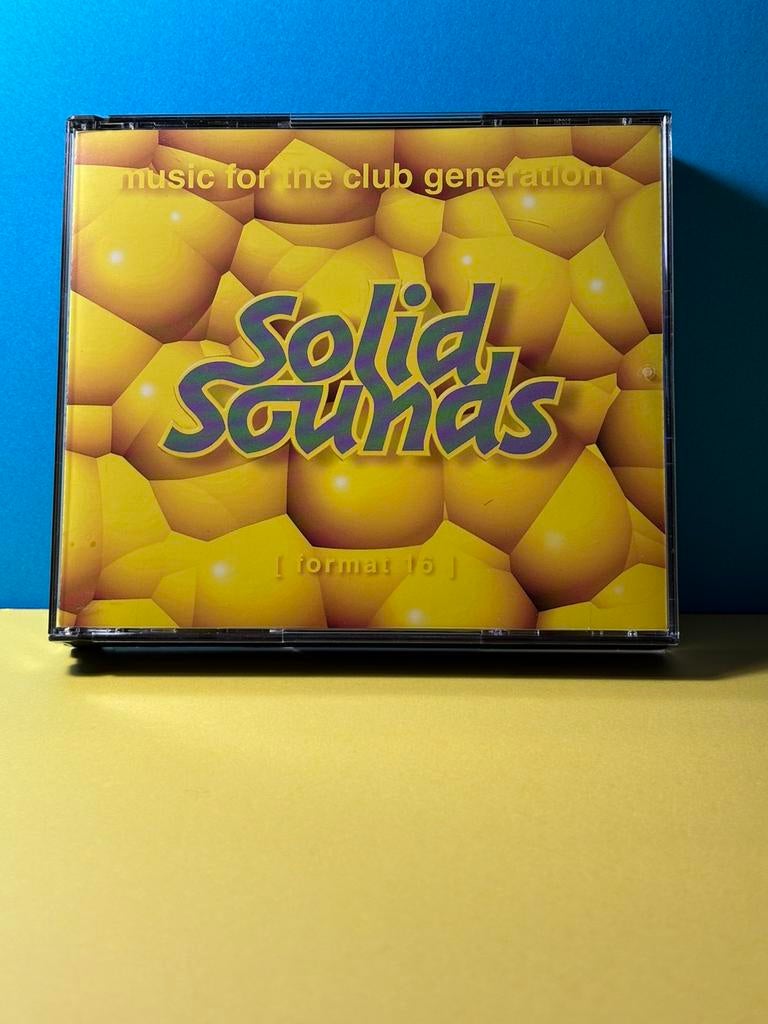 music for the club generation
Solid
Sounds
[ format 16 ]